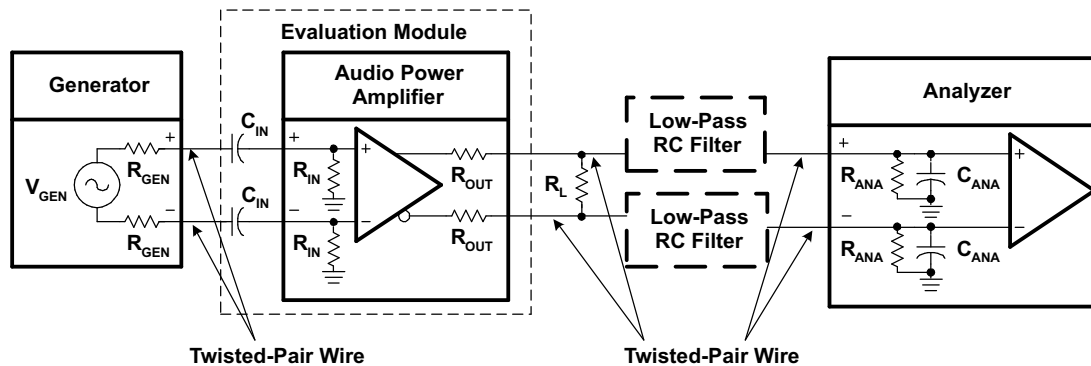 Evaluation Module
Generator
Audio Power
Amplifier
Analyzer
Low-Pass
RC Filter
Low-Pass
RC Filter
C_IN
C_IN
+
−
+
−
+
−
+
−
+
−
V_GEN
R_GEN
R_GEN
R_IN
R_IN
R_OUT
R_OUT
R_L
R_ANA
C_ANA
R_ANA
C_ANA
Twisted-Pair Wire
Twisted-Pair Wire